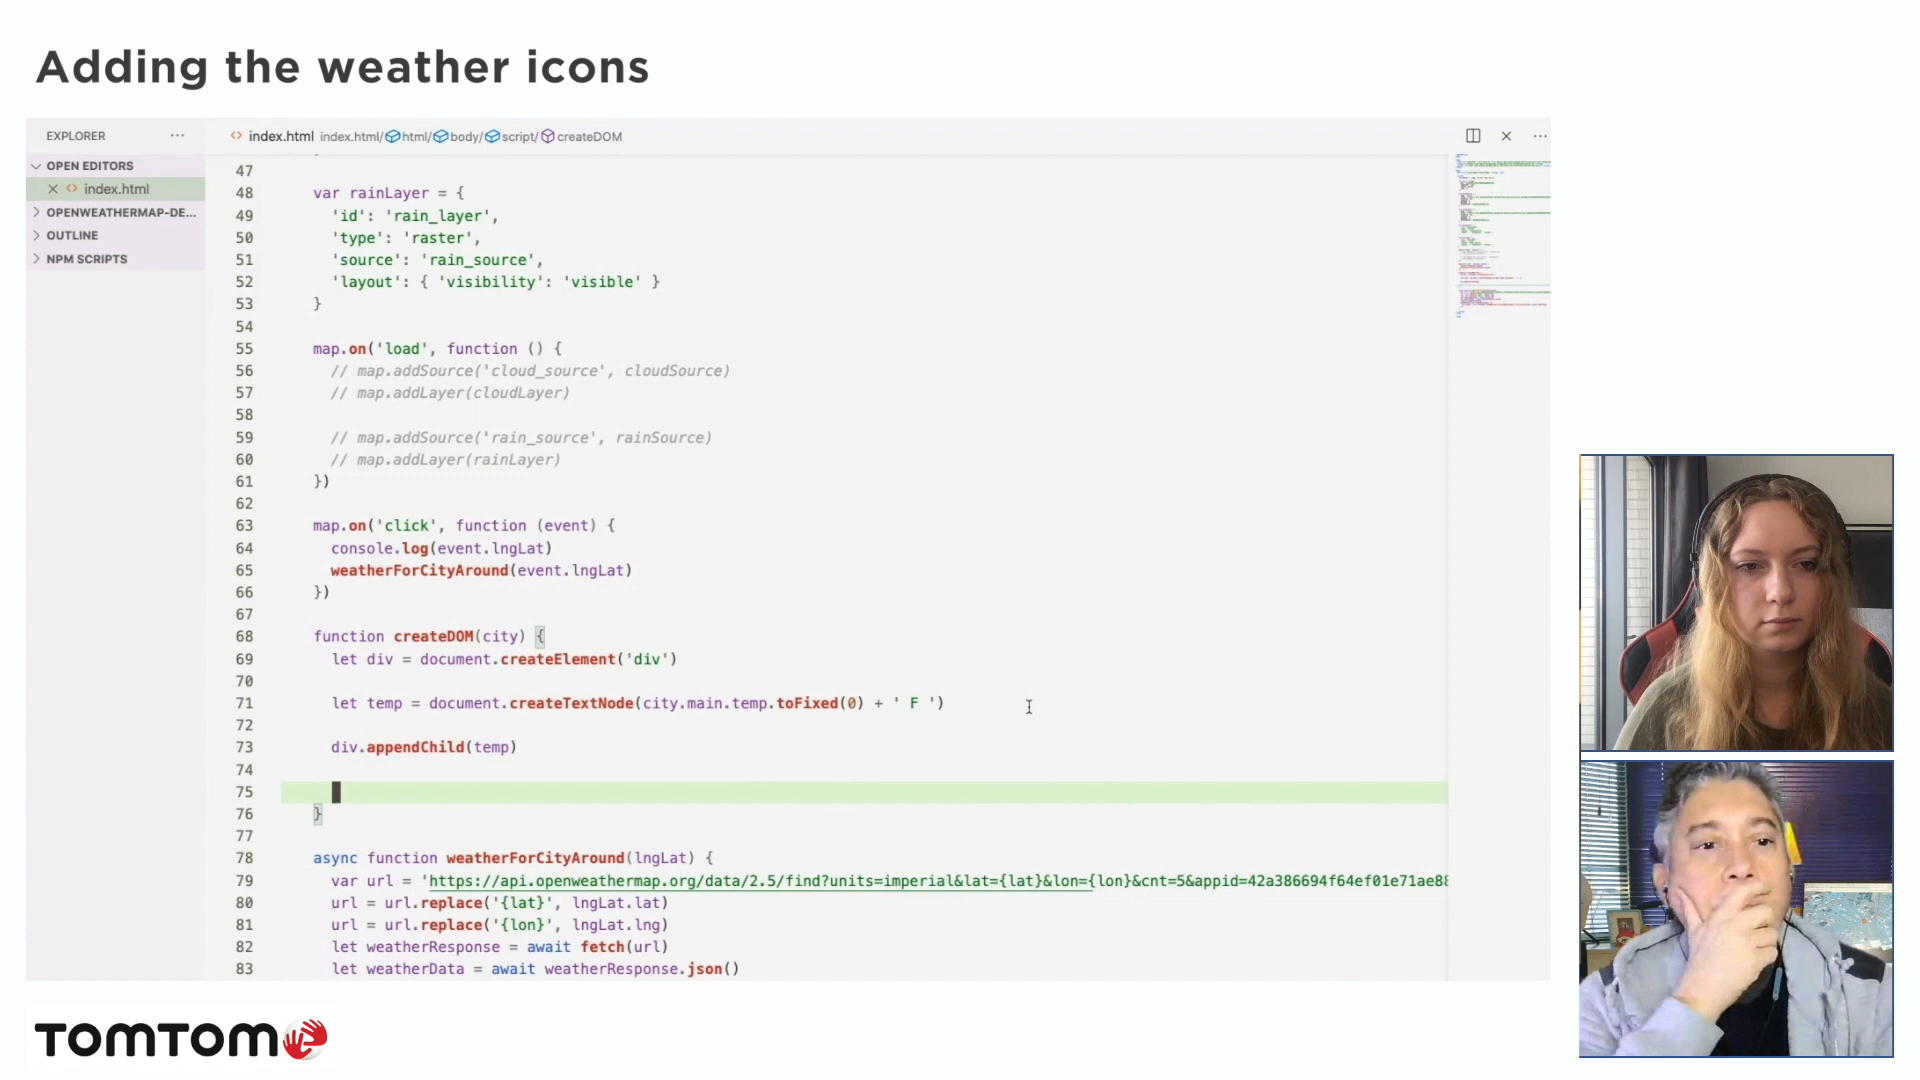 Adding the weather icons
EXPLORER ...
OPEN EDITORS
index.html
OPENWEATHERMAP-DE...
OUTLINE
NPM SCRIPTS
<> index.html index.html/html/body/script/createDOM
47
48 var rainLayer = {
49 'id': 'rain_layer',
50 'type': 'raster',
51 'source': 'rain_source',
52 'layout': { 'visibility': 'visible' }
53 }
54
55 map.on('load', function () {
56 // map.addSource('cloud_source', cloudSource)
57 // map.addLayer(cloudLayer)
58
59 // map.addSource('rain_source', rainSource)
60 // map.addLayer(rainLayer)
61 })
62
63 map.on('click', function (event) {
64 console.log(event.lngLat)
65 weatherForCityAround(event.lngLat)
66 })
67
68 function createDOM(city) {
69 let div = document.createElement('div')
70
71 let temp = document.createTextNode(city.main.temp.toFixed(0) + ' F ')
72
73 div.appendChild(temp)
74
75
76 }
77
78 async function weatherForCityAround(lngLat) {
79 var url = 'https://api.openweathermap.org/data/2.5/find?units=imperial&lat={lat}&lon={lon}&cnt=5&appid=42a386694f64ef01e71ae88
80 url = url.replace('{lat}', lngLat.lat)
81 url = url.replace('{lon}', lngLat.lng)
82 let weatherResponse = await fetch(url)
83 let weatherData = await weatherResponse.json()
TOMTOM